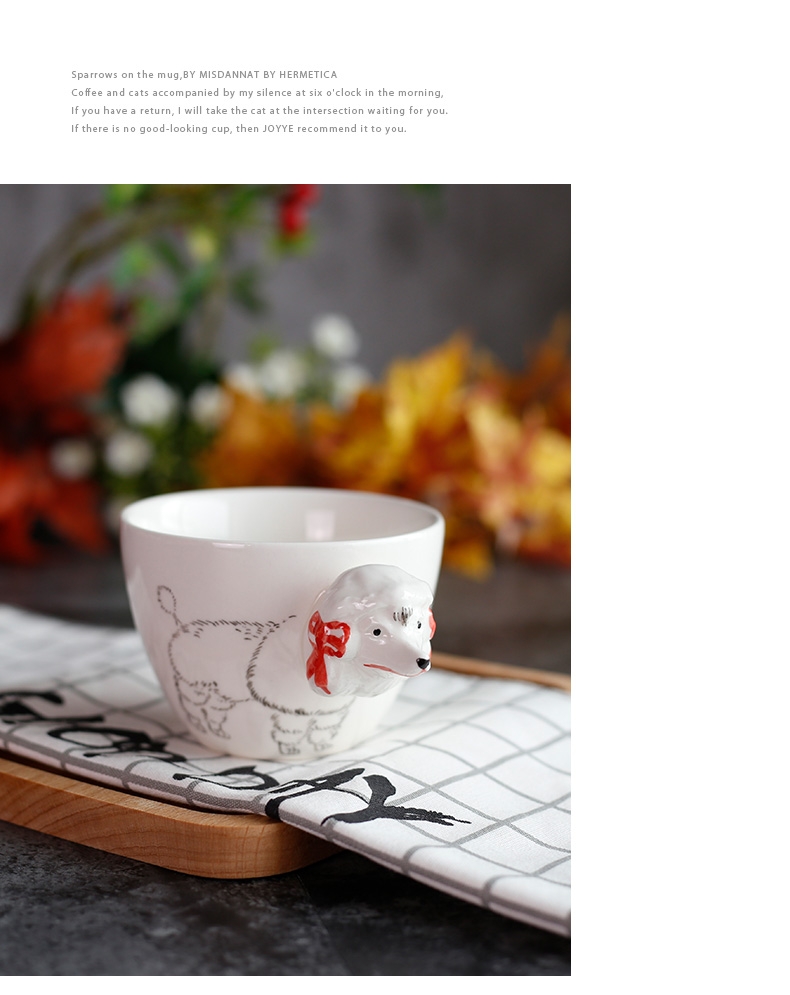 Sparrows on the mug,BY MISDANNAT BY HERMETICA
Coffee and cats accompanied by my silence at six o'clock in the morning,
If you have a return, I will take the cat at the intersection waiting for you.
If there is no good-looking cup, then JOYYE recommend it to you.